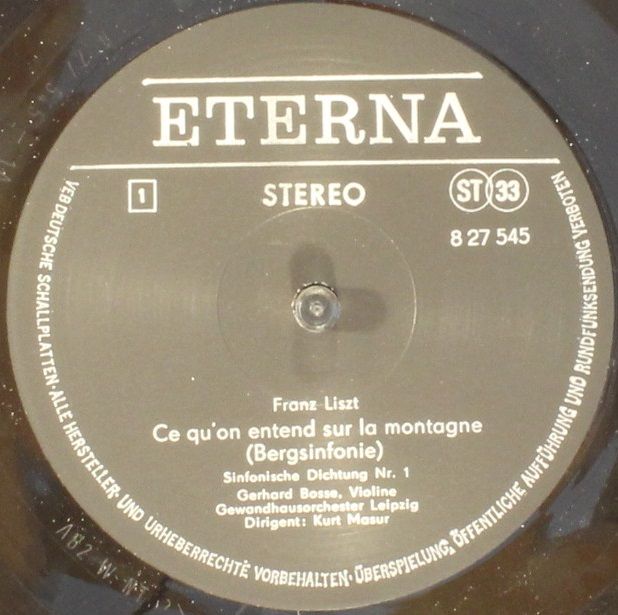 ETERNA
1
STEREO
ST 33
8 27 545
Franz Liszt
Ce qu'on entend sur la montagne
(Bergsinfonie)
Sinfonische Dichtung Nr. 1
Gerhard Bosse, Violine
Gewandhausorchester Leipzig
Dirigent: Kurt Masur
VEB DEUTSCHE SCHALLPLATTEN · ALLE HERSTELLER- UND URHEBERRECHTE VORBEHALTEN · ÜBERSPIELUNG, ÖFFENTLICHE AUFFÜHRUNG UND RUNDFUNKSENDUNG VERBOTEN